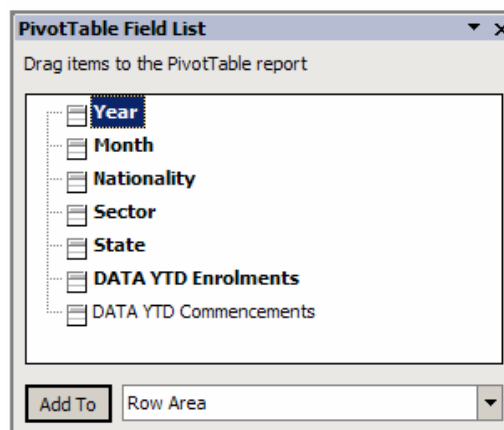 PivotTable Field List
Drag items to the PivotTable report
Year
Month
Nationality
Sector
State
DATA YTD Enrolments
DATA YTD Commencements
Add To
Row Area